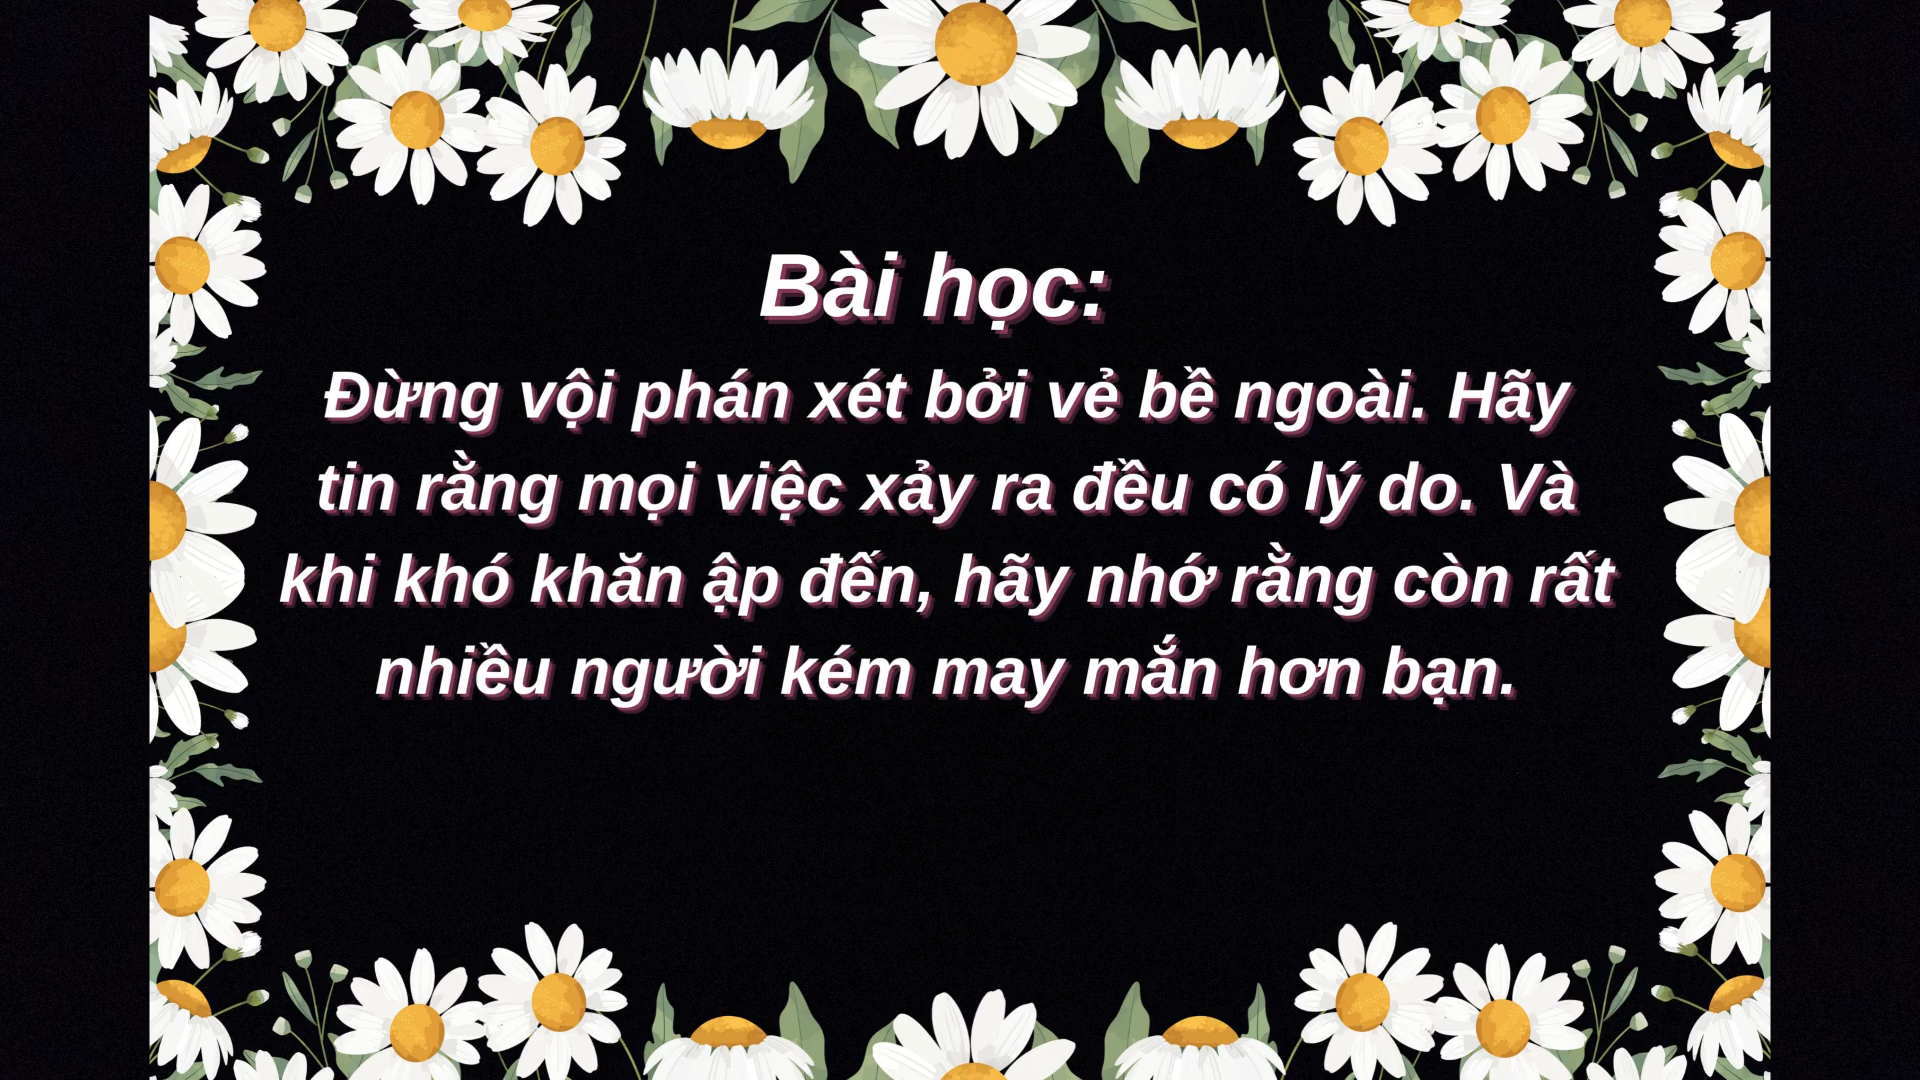 Bài học:
Đừng vội phán xét bởi vẻ bề ngoài. Hãy
tin rằng mọi việc xảy ra đều có lý do. Và
khi khó khăn ập đến, hãy nhớ rằng còn rất
nhiều người kém may mắn hơn bạn.